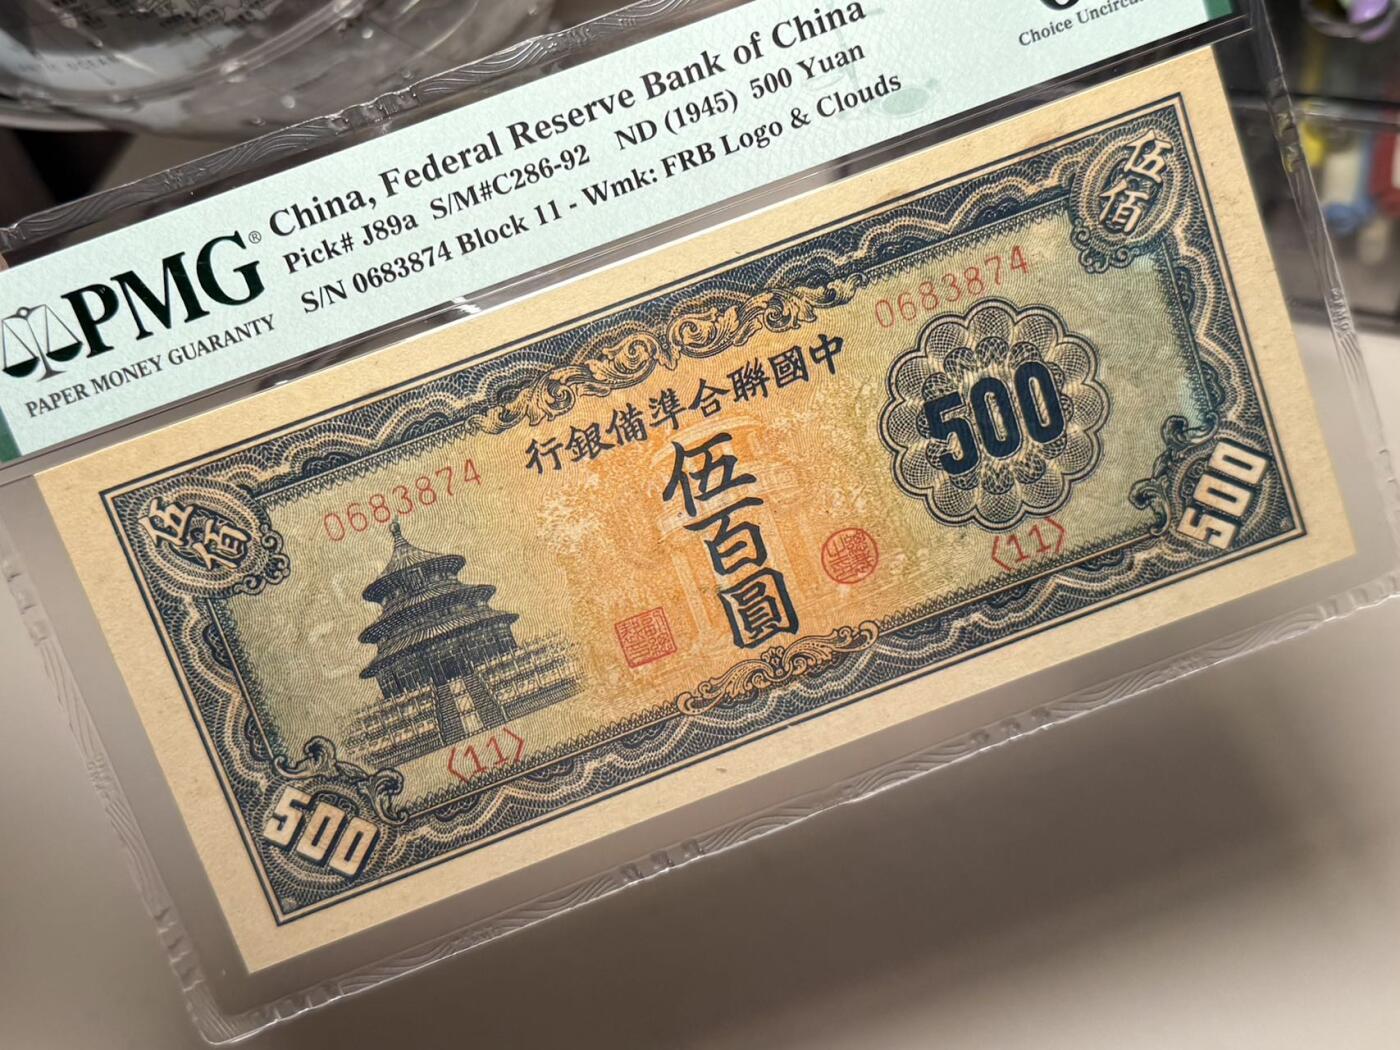 PMG®
PAPER MONEY GUARANTY
China, Federal Reserve Bank of China
Pick# J89a S/M#C286-92 ND (1945) 500 Yuan
S/N 0683874 Block 11 - Wmk: FRB Logo & Clouds
伍佰
伍佰
0683874
0683874
中國聯合準備銀行
伍百圓
500
〈11〉
〈11〉
500
500